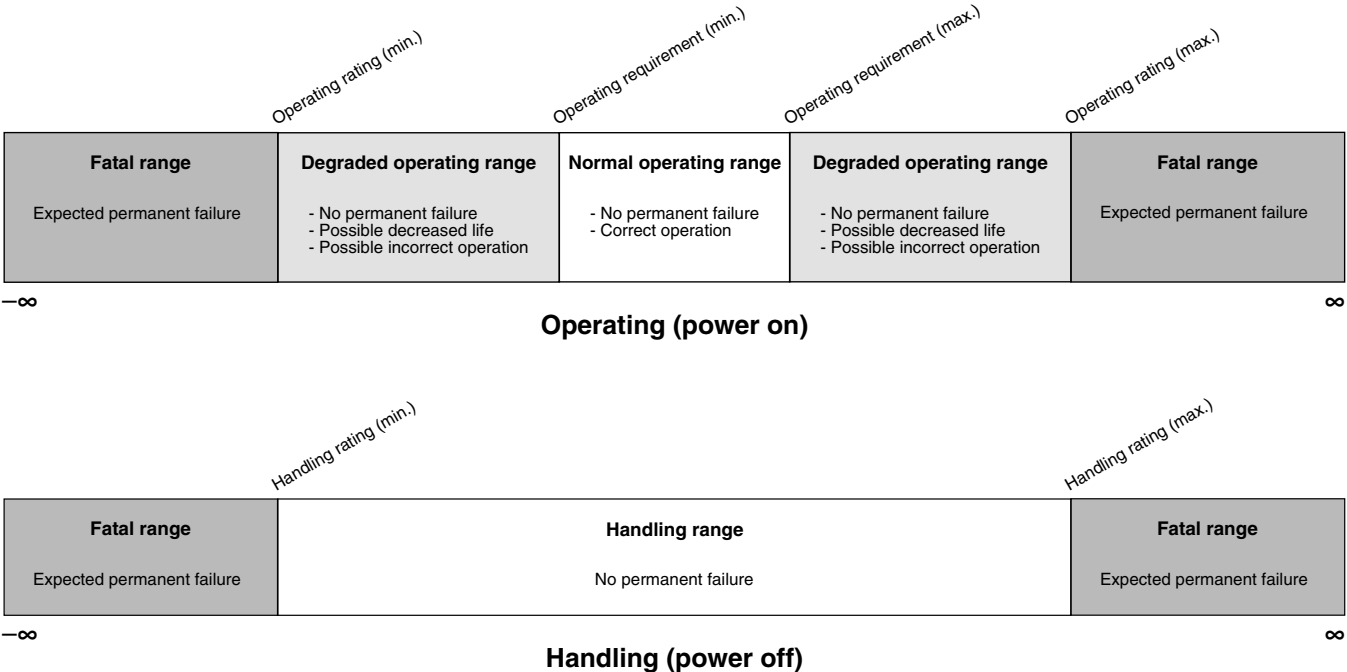 Operating rating (min.)
Operating requirement (min.)
Operating requirement (max.)
Operating rating (max.)
Fatal range
Expected permanent failure
Degraded operating range
- No permanent failure
- Possible decreased life
- Possible incorrect operation
Normal operating range
- No permanent failure
- Correct operation
Degraded operating range
- No permanent failure
- Possible decreased life
- Possible incorrect operation
Fatal range
Expected permanent failure
–∞
∞
Operating (power on)
Handling rating (min.)
Handling rating (max.)
Fatal range
Expected permanent failure
Handling range
No permanent failure
Fatal range
Expected permanent failure
–∞
∞
Handling (power off)